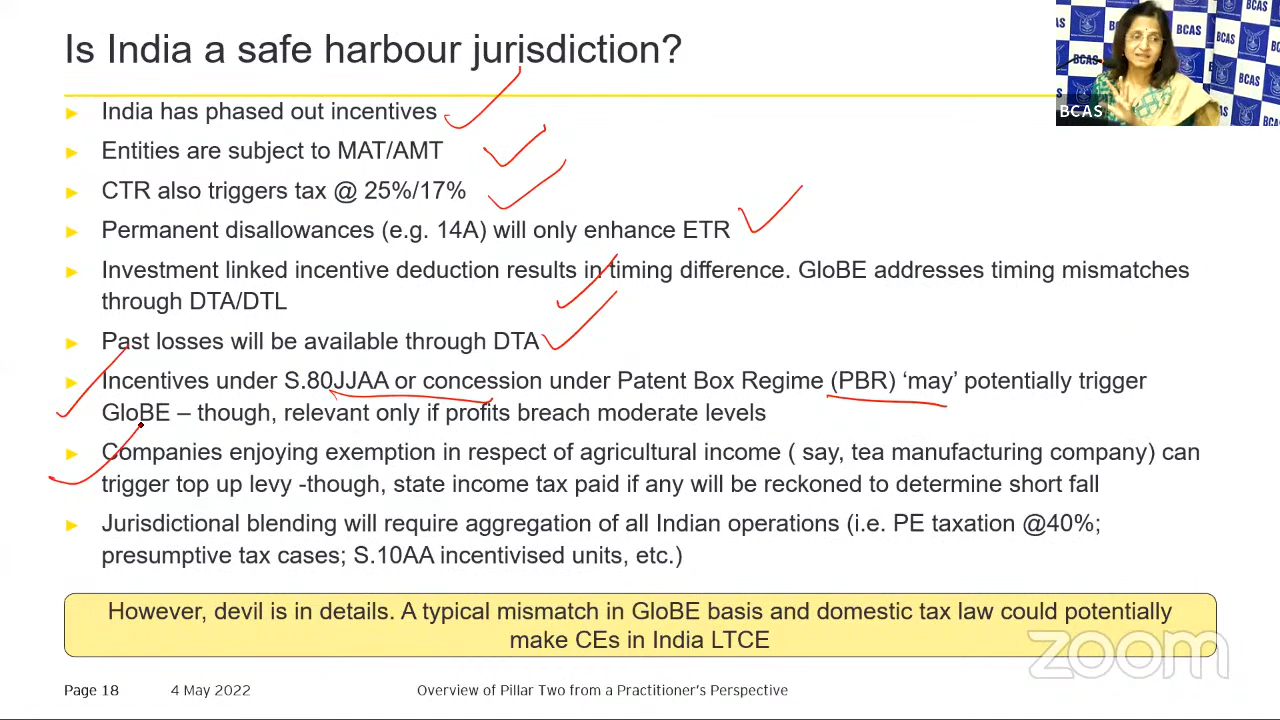 Is India a safe harbour jurisdiction?
India has phased out incentives
Entities are subject to MAT/AMT
CTR also triggers tax @ 25%/17%
Permanent disallowances (e.g. 14A) will only enhance ETR
Investment linked incentive deduction results in timing difference. GloBE addresses timing mismatches
through DTA/DTL
Past losses will be available through DTA
Incentives under S.80JJAA or concession under Patent Box Regime (PBR) ‘may’ potentially trigger
GloBE – though, relevant only if profits breach moderate levels
Companies enjoying exemption in respect of agricultural income ( say, tea manufacturing company) can
trigger top up levy -though, state income tax paid if any will be reckoned to determine short fall
Jurisdictional blending will require aggregation of all Indian operations (i.e. PE taxation @40%;
presumptive tax cases; S.10AA incentivised units, etc.)
However, devil is in details. A typical mismatch in GloBE basis and domestic tax law could potentially
make CEs in India LTCE
Page 18 4 May 2022 Overview of Pillar Two from a Practitioner’s Perspective
zoom
BCAS
BCAS
BCAS
BCAS
BCAS
BCAS